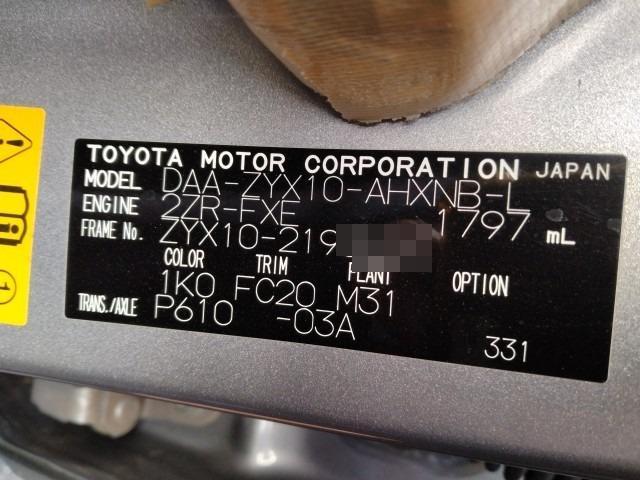 TOYOTA MOTOR CORPORATION JAPAN
MODEL DAA-ZYX10-AHXNB-L
ENGINE 2ZR-FXE 1797 mL
FRAME No. ZYX10-219
COLOR TRIM PLANT OPTION
1K0 FC20 M31
TRANS./AXLE P610 -03A
331
1